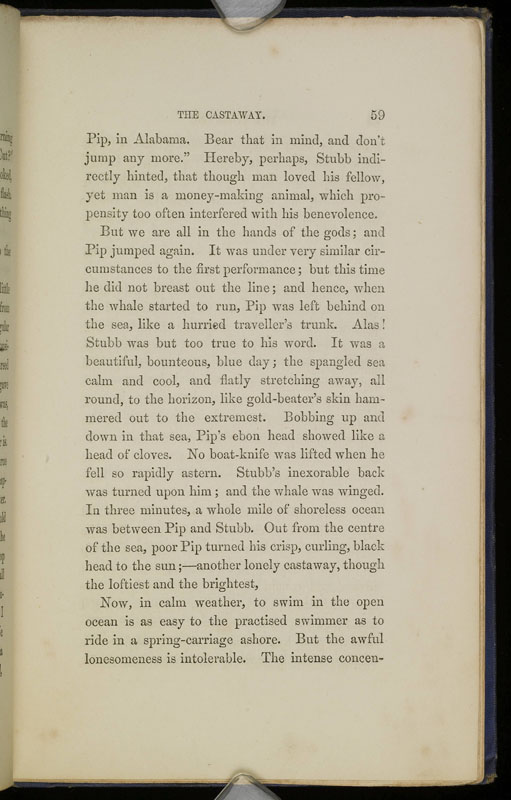 THE CASTAWAY. 59
Pip, in Alabama. Bear that in mind, and don't
jump any more." Hereby, perhaps, Stubb indi-
rectly hinted, that though man loved his fellow,
yet man is a money-making animal, which pro-
pensity too often interfered with his benevolence.
But we are all in the hands of the gods; and
Pip jumped again. It was under very similar cir-
cumstances to the first performance; but this time
he did not breast out the line; and hence, when
the whale started to run, Pip was left behind on
the sea, like a hurried traveller's trunk. Alas!
Stubb was but too true to his word. It was a
beautiful, bounteous, blue day; the spangled sea
calm and cool, and flatly stretching away, all
round, to the horizon, like gold-beater's skin ham-
mered out to the extremest. Bobbing up and
down in that sea, Pip's ebon head showed like a
head of cloves. No boat-knife was lifted when he
fell so rapidly astern. Stubb's inexorable back
was turned upon him; and the whale was winged.
In three minutes, a whole mile of shoreless ocean
was between Pip and Stubb. Out from the centre
of the sea, poor Pip turned his crisp, curling, black
head to the sun;—another lonely castaway, though
the loftiest and the brightest,
Now, in calm weather, to swim in the open
ocean is as easy to the practised swimmer as to
ride in a spring-carriage ashore. But the awful
lonesomeness is intolerable. The intense concen-